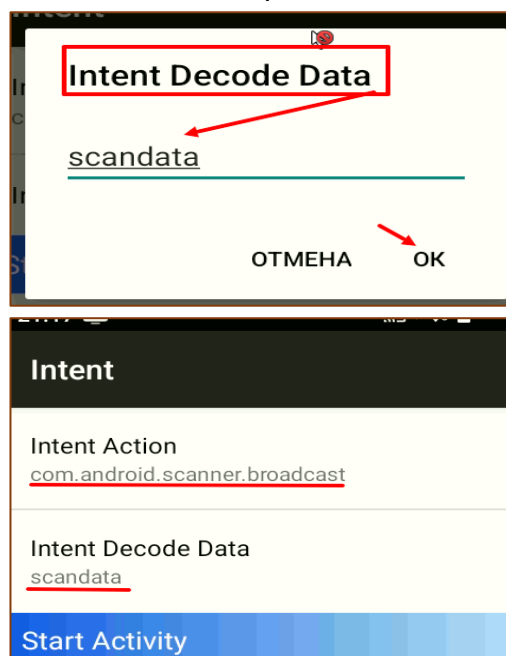 Intent Decode Data
scandata
ОТМЕНА OK
Intent
Intent Action
com.android.scanner.broadcast
Intent Decode Data
scandata
Start Activity